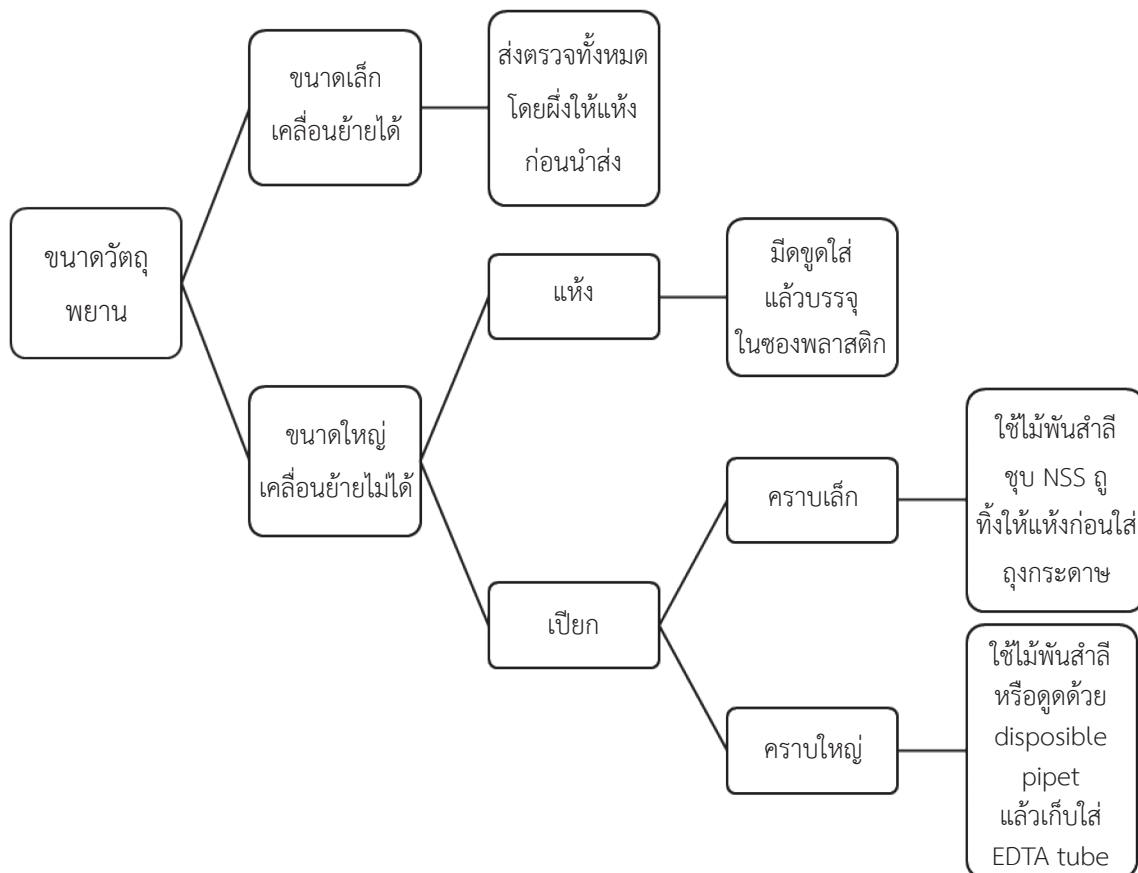 ขนาดวัตถุ
พยาน
ขนาดเล็ก
เคลื่อนย้ายได้
ส่งตรวจทั้งหมด
โดยผึ่งให้แห้ง
ก่อนนำส่ง
ขนาดใหญ่
เคลื่อนย้ายไม่ได้
แห้ง
มีดขูดใส่
แล้วบรรจุ
ในซองพลาสติก
เปียก
คราบเล็ก
ใช้ไม้พันสำลี
ชุบ NSS ถู
ทิ้งให้แห้งก่อนใส่
ถุงกระดาษ
คราบใหญ่
ใช้ไม้พันสำลี
หรือดูดด้วย
disposible
pipet
แล้วเก็บใส่
EDTA tube